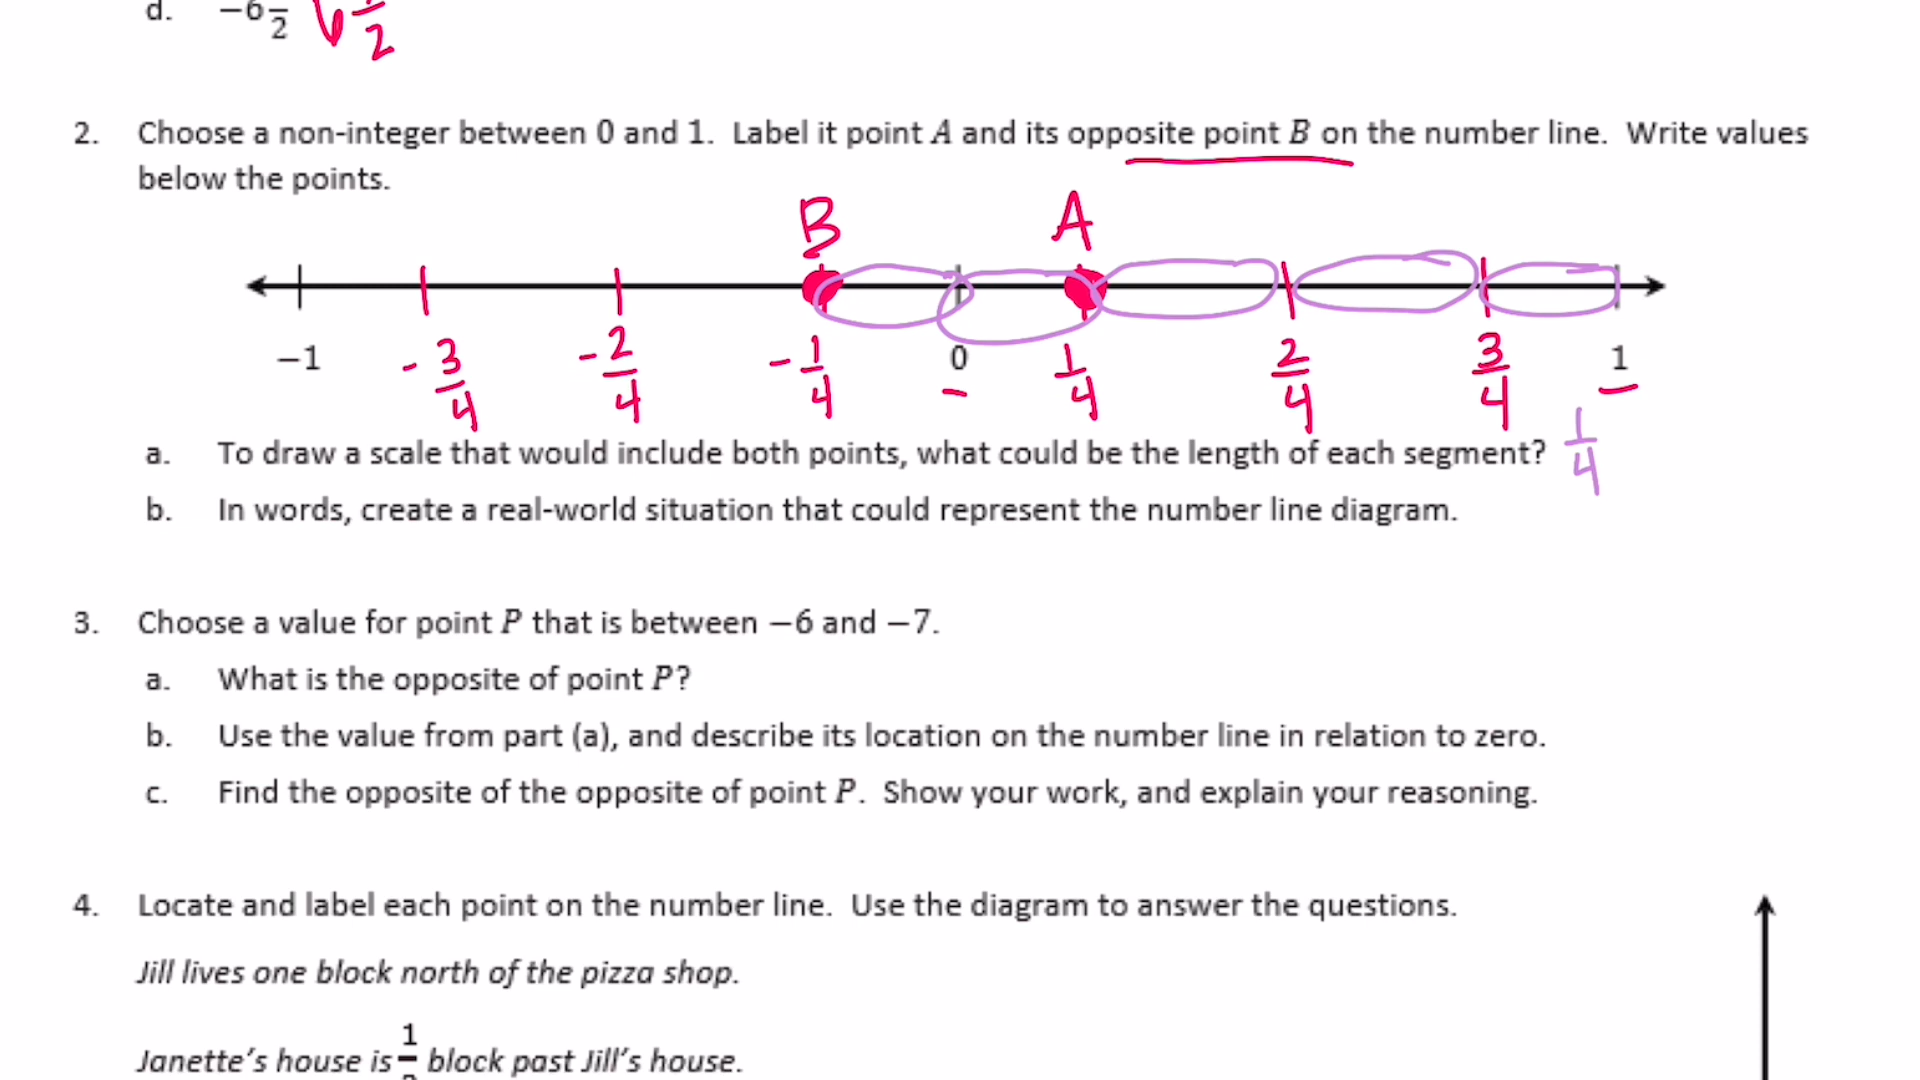 d. −6 1/2 6 1/2
2. Choose a non-integer between 0 and 1. Label it point A and its opposite point B on the number line. Write values
below the points.
B A
−1 -3/4 -2/4 -1/4 0 1/4 2/4 3/4 1
a. To draw a scale that would include both points, what could be the length of each segment? 1/4
b. In words, create a real-world situation that could represent the number line diagram.
3. Choose a value for point P that is between −6 and −7.
a. What is the opposite of point P?
b. Use the value from part (a), and describe its location on the number line in relation to zero.
c. Find the opposite of the opposite of point P. Show your work, and explain your reasoning.
4. Locate and label each point on the number line. Use the diagram to answer the questions.
Jill lives one block north of the pizza shop.
Janette's house is 1/ block past Jill's house.